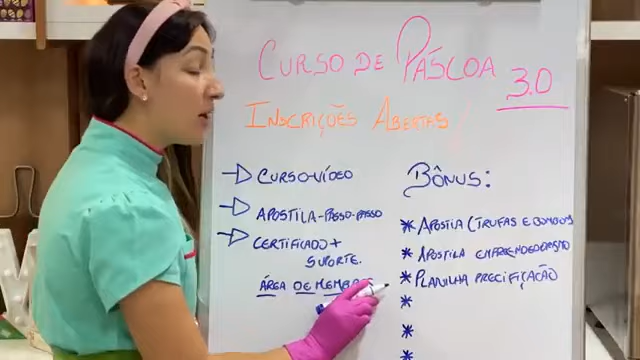 CURSO DE PÁSCOA 3.0
INSCRIÇÕES ABERTAS!
CURSO-VÍDEO
APOSTILA-PASSO-PASSO
CERTIFICADO +
SUPORTE.
ÁREA DE MEMBROS
BÔNUS:
* APOSTIA (TRUFAS E BOMBONS
* APOSTILA EMPREENDEDORISMO
* PLANILHA PRECIFICAÇÃO
*
*
*